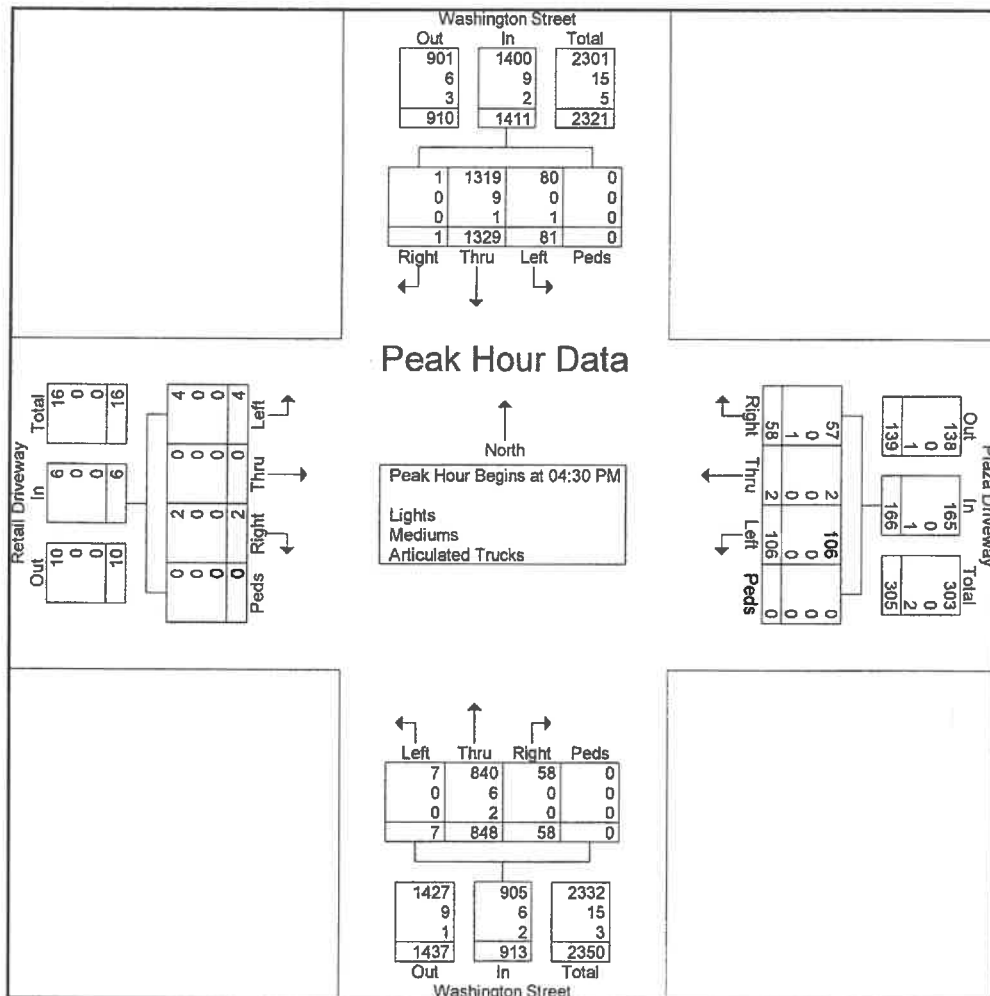 Washington Street
Out In Total
901 1400 2301
6 9 15
3 2 5
910 1411 2321
1 1319 80 0
0 9 0 0
0 1 1 0
1 1329 81 0
Right Thru Left Peds
Peak Hour Data
North
Peak Hour Begins at 04:30 PM
Lights
Mediums
Articulated Trucks
Retail Driveway
Out In Total
10 6 16
0 0 0
0 0 0
10 6 16
Left Thru Right Peds
4 0 2 0
0 0 0 0
0 0 0 0
4 0 2 0
Right Thru Left Peds
57 2 106 0
0 0 0 0
1 0 0 0
58 2 106 0
Plaza Driveway
Out In Total
138 165 303
0 0 0
1 1 2
139 166 305
Left Thru Right Peds
7 840 58 0
0 6 0 0
0 2 0 0
7 848 58 0
1427 905 2332
9 6 15
1 2 3
1437 913 2350
Out In Total
Washington Street